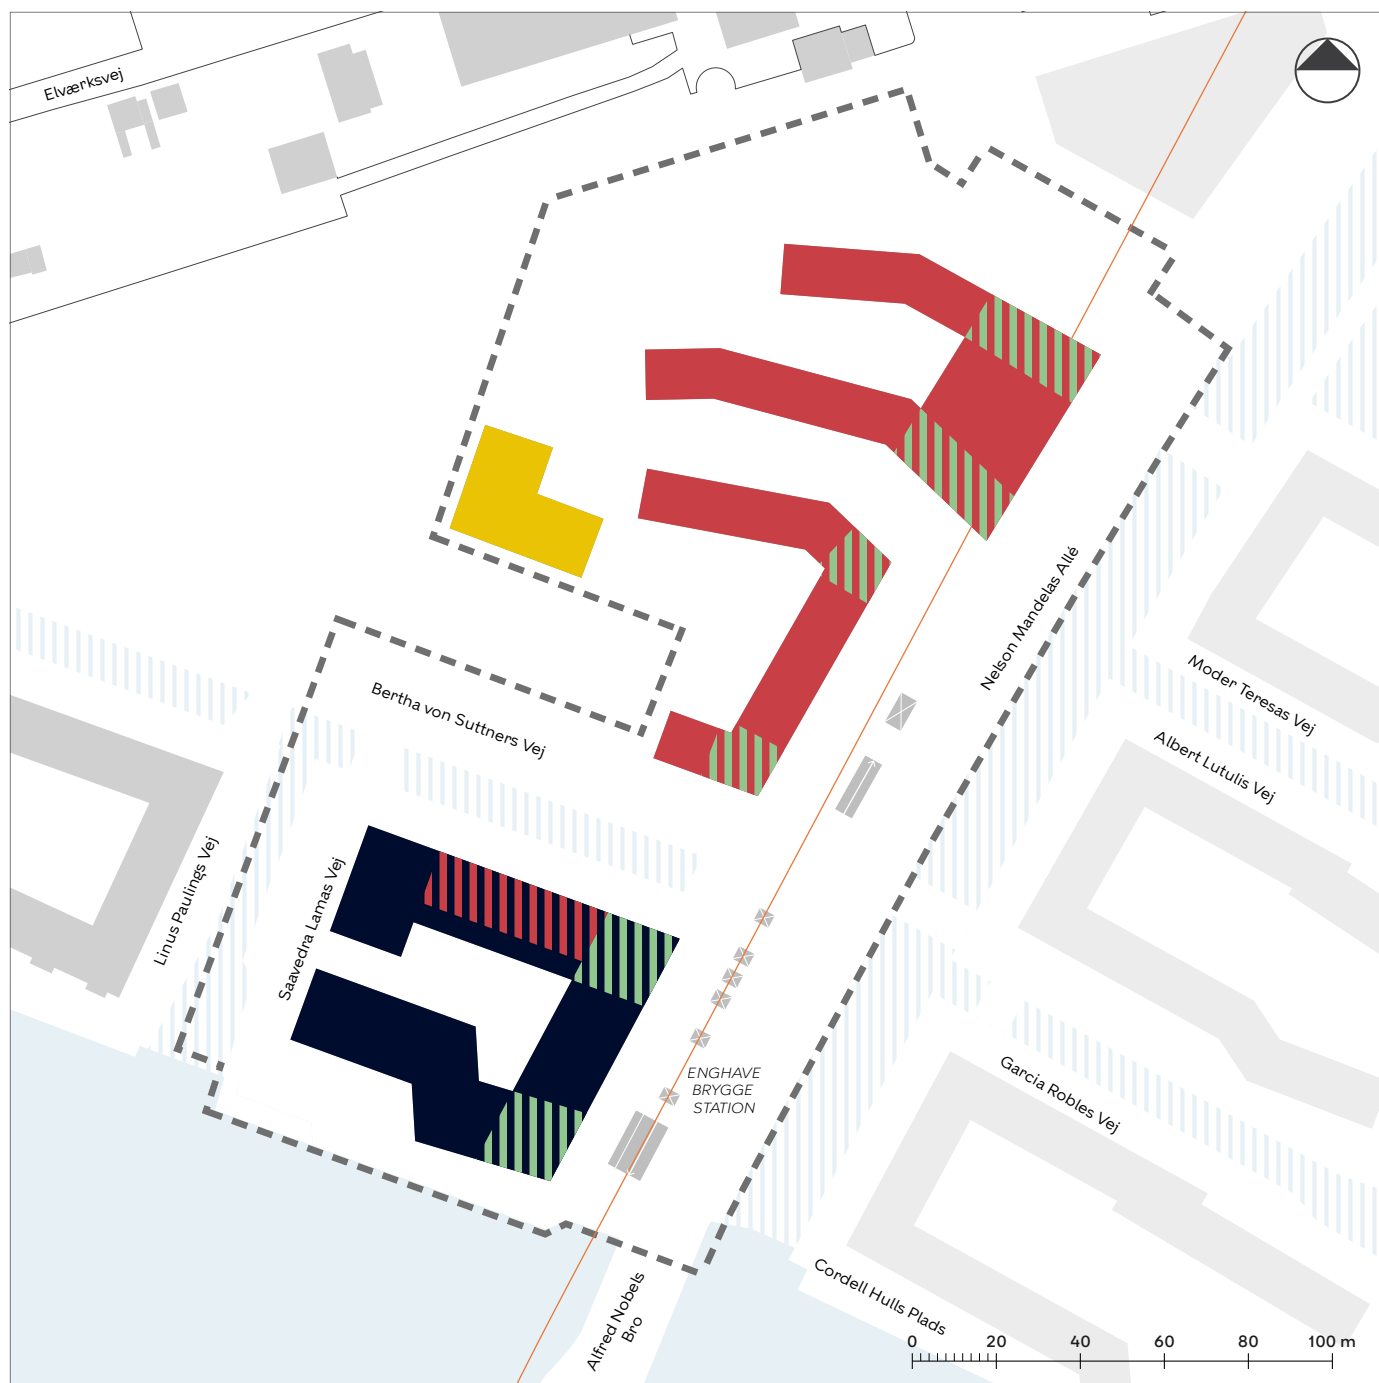 Elværksvej
Nelson Mandelas Allé
Moder Teresas Vej
Bertha von Suttners Vej
Albert Lutulis Vej
Linus Paulings Vej
Saavedra Lamas Vej
ENGHAVE
BRYGGE
STATION
Garcia Robles Vej
Cordell Hulls Plads
Alfred Nobels
Bro
0 20 40 60 80 100 m